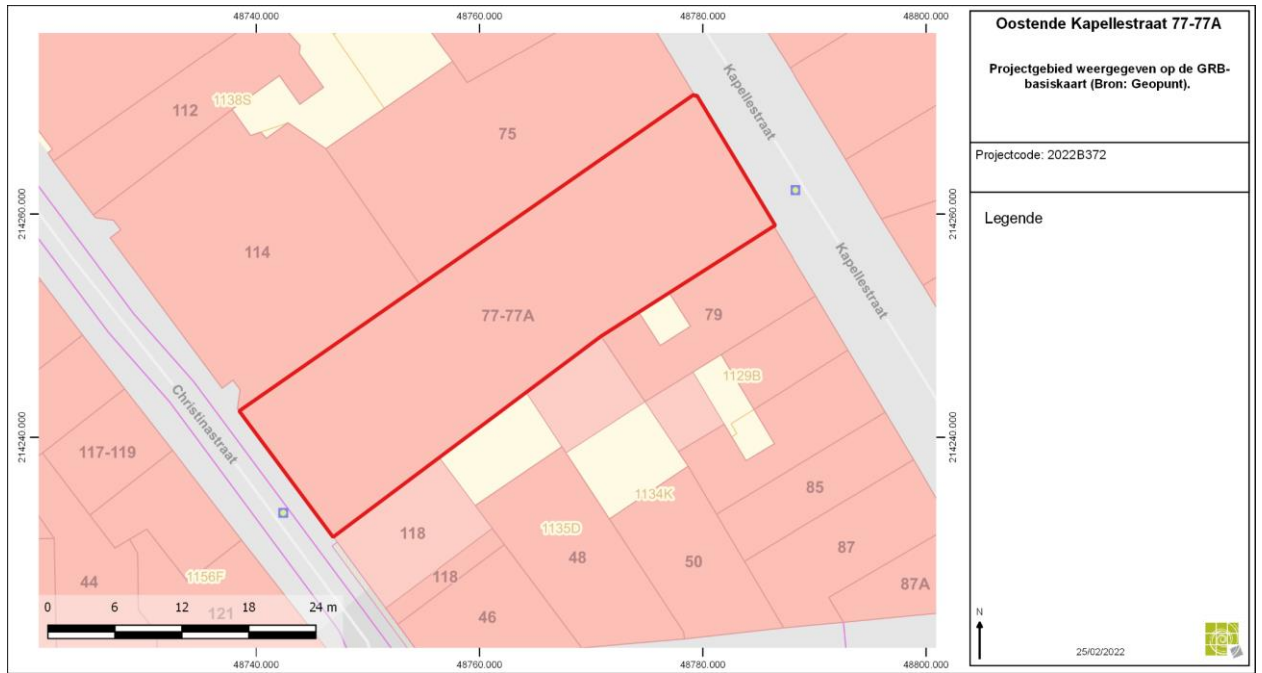 48740.000
48760.000
48780.000
48800.000
214260.000
214240.000
214260.000
214240.000
Kapellestraat
Kapellestraat
Christinastraat
1138S
112
75
114
77-77A
79
1129B
117-119
1134K
85
118
1135D
48
50
87
87A
118
46
44
1156F
121
0 6 12 18 24 m
48740.000
48760.000
48780.000
48800.000
Oostende Kapellestraat 77-77A
Projectgebied weergegeven op de GRB-
basiskaart (Bron: Geopunt).
Projectcode: 2022B372
Legende
N
25/02/2022